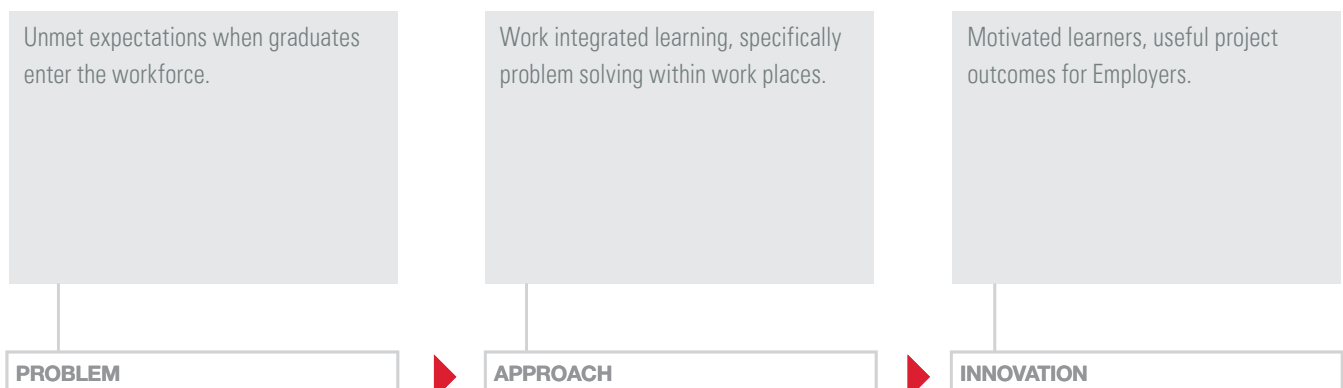 Unmet expectations when graduates
enter the workforce.
Work integrated learning, specifically
problem solving within work places.
Motivated learners, useful project
outcomes for Employers.
PROBLEM
APPROACH
INNOVATION